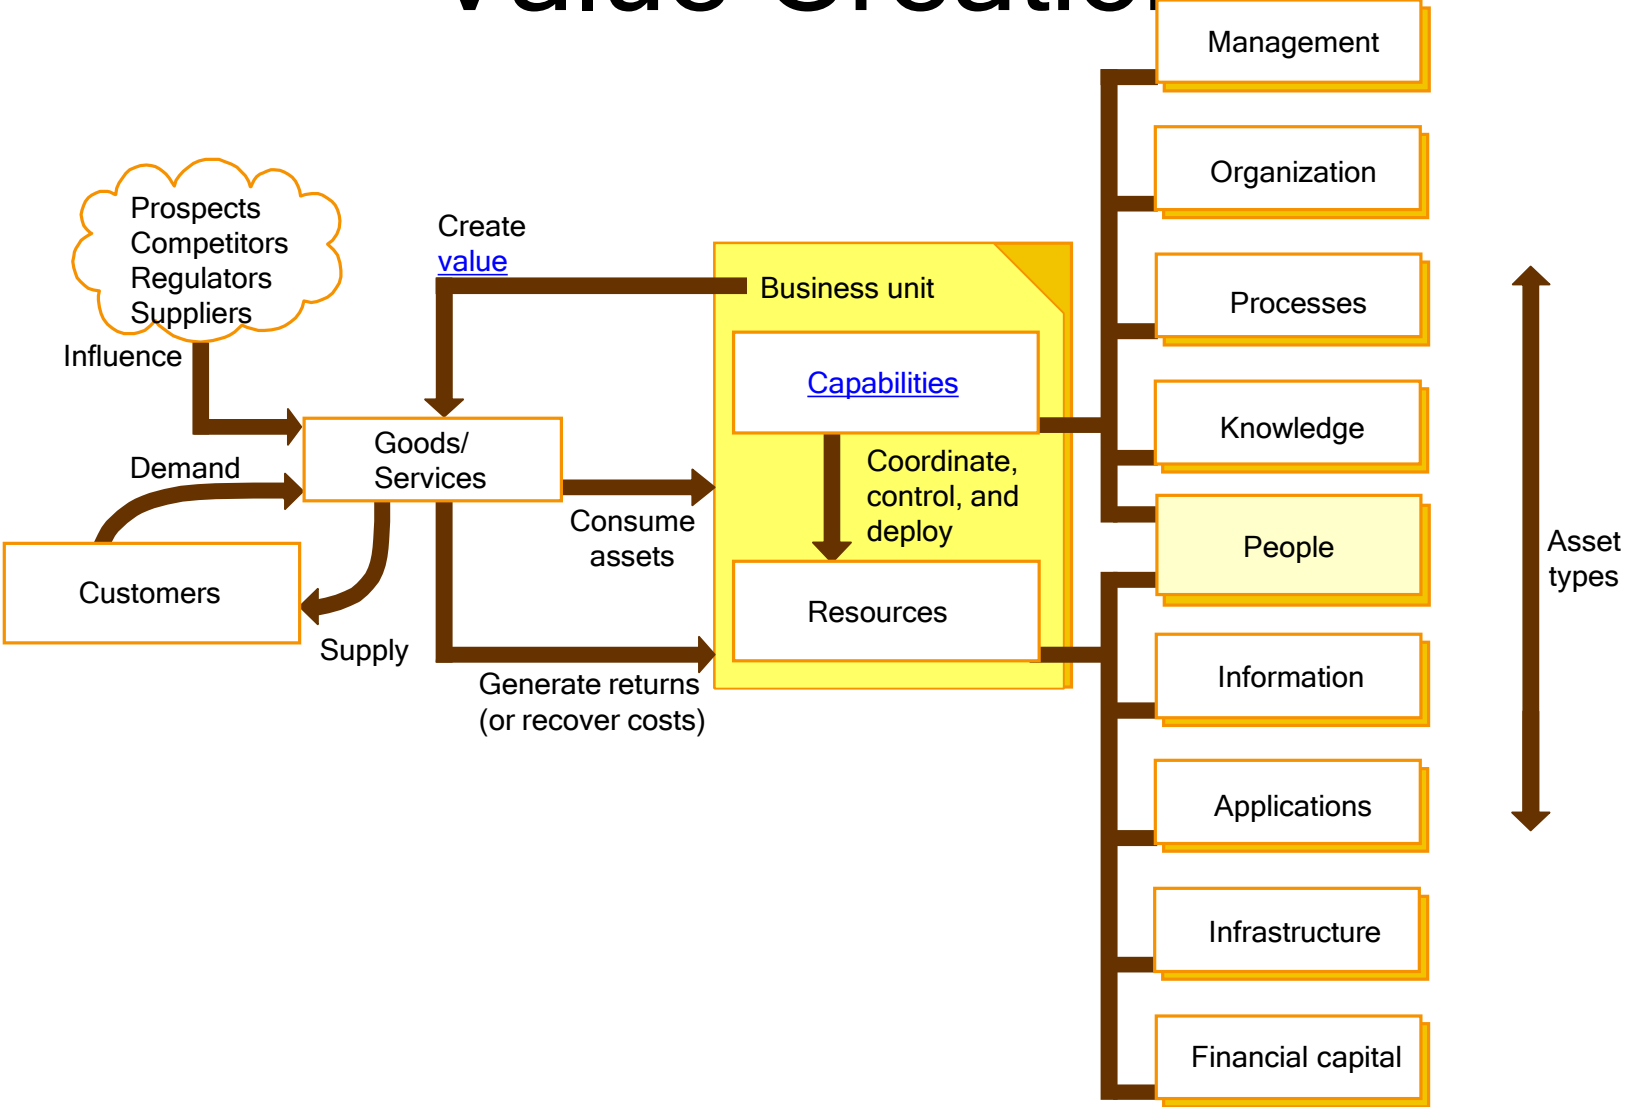 Value Creation
Management
Organization
Prospects
Competitors
Regulators
Suppliers
Create
value
Business unit
Processes
Influence
Capabilities
Goods/
Services
Knowledge
Demand
Coordinate,
control, and
deploy
Consume
assets
People
Asset
types
Customers
Resources
Supply
Generate returns
(or recover costs)
Information
Applications
Infrastructure
Financial capital